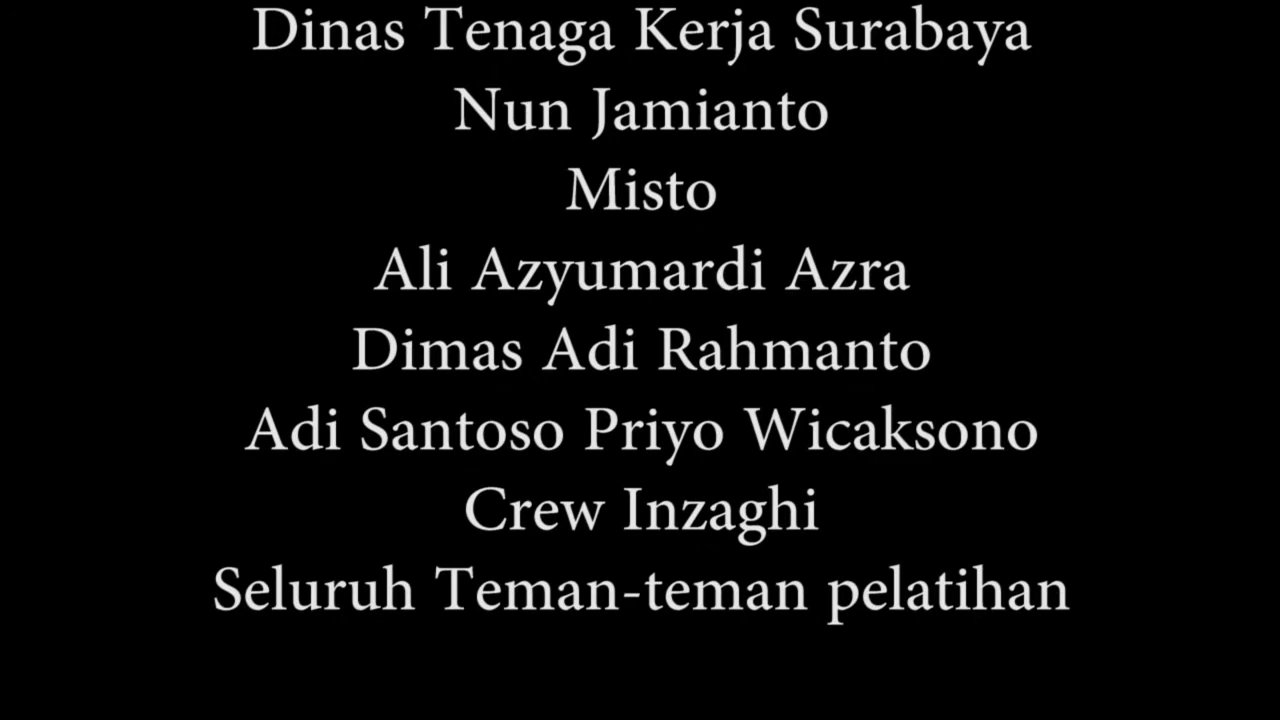 Dinas Tenaga Kerja Surabaya
Nun Jamianto
Misto
Ali Azyumardi Azra
Dimas Adi Rahmanto
Adi Santoso Priyo Wicaksono
Crew Inzaghi
Seluruh Teman-teman pelatihan